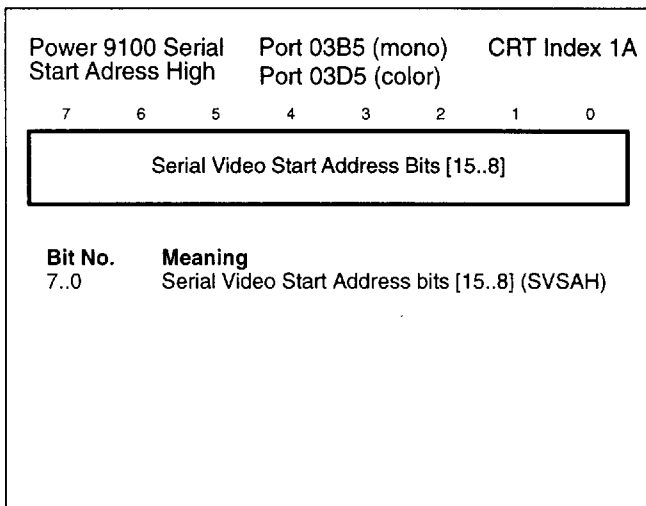 Power 9100 Serial Port 03B5 (mono) CRT Index 1A
Start Adress High Port 03D5 (color)
7 6 5 4 3 2 1 0
Serial Video Start Address Bits [15..8]
Bit No. Meaning
7..0 Serial Video Start Address bits [15..8] (SVSAH)